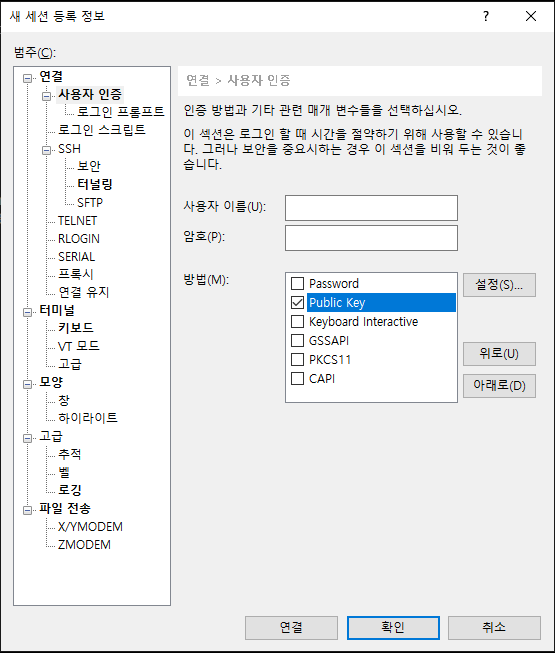 새 세션 등록 정보
?
범주(C):
연결
사용자 인증
로그인 프롬프트
로그인 스크립트
SSH
보안
터널링
SFTP
TELNET
RLOGIN
SERIAL
프록시
연결 유지
터미널
키보드
VT 모드
고급
모양
창
하이라이트
고급
추적
벨
로깅
파일 전송
X/YMODEM
ZMODEM
연결 > 사용자 인증
인증 방법과 기타 관련 매개 변수들을 선택하십시오.
이 섹션은 로그인 할 때 시간을 절약하기 위해 사용할 수 있습니
다. 그러나 보안을 중요시하는 경우 이 섹션을 비워 두는 것이 좋
습니다.
사용자 이름(U):
암호(P):
방법(M):
Password
Public Key
Keyboard Interactive
GSSAPI
PKCS11
CAPI
설정(S)...
위로(U)
아래로(D)
연결
확인
취소